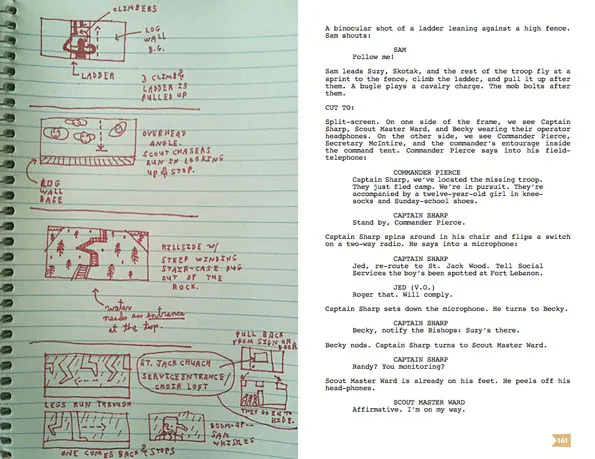 CLIMBERS
LOG
WALL
B.G.
LADDER
3 CLIMB &
LADDER IS
PULLED UP
OVERHEAD
ANGLE.
SCOUT CHASERS
RUN IN LOOKING
UP & STOP.
LOG
WALL
BASE
HILLSIDE W/
STEEP WINDING
STAIR-CASE DUG
OUT OF THE
ROCK.
needs an entrance
at the top.
PULL BACK
FROM SIGN ON
DOOR
ST. JACK CHURCH
SERVICE ENTRANCE/
CHOIR LOFT
THEY GO IN TO
HIDE.
LEGS RUN THROUGH
BOOM-UP--
SAM
WHISTLES
ONE COMES BACK & STOPS
A binocular shot of a ladder leaning against a high fence.
Sam shouts:
SAM
Follow me!
Sam leads Suzy, Skotak, and the rest of the troop fly at a
sprint to the fence, climb the ladder, and pull it up after
them. A bugle plays a cavalry charge. The mob bolts after
them.
CUT TO:
Split-screen. On one side of the frame, we see Captain
Sharp, Scout Master Ward, and Becky wearing their operator
headphones. On the other side, we see Commander Pierce,
Secretary McIntire, and the commander's entourage inside
the command tent. Commander Pierce says into his field-
telephone:
COMMANDER PIERCE
Captain Sharp, we've located the missing troop.
They just fled camp. We're in pursuit. They're
accompanied by a twelve-year-old girl in knee-
socks and Sunday-school shoes.
CAPTAIN SHARP
Stand by, Commander Pierce.
Captain Sharp spins around in his chair and flips a switch
on a two-way radio. He says into a microphone:
CAPTAIN SHARP
Jed, re-route to St. Jack Wood. Tell Social
Services the boy's been spotted at Fort Lebanon.
JED (V.O.)
Roger that. Will comply.
Captain Sharp sets down the microphone. He turns to Becky.
CAPTAIN SHARP
Becky, notify the Bishops: Suzy's there.
Becky nods. Captain Sharp turns to Scout Master Ward.
CAPTAIN SHARP
Randy? You monitoring?
Scout Master Ward is already on his feet. He peels off his
head-phones.
SCOUT MASTER WARD
Affirmative. I'm on my way.
161